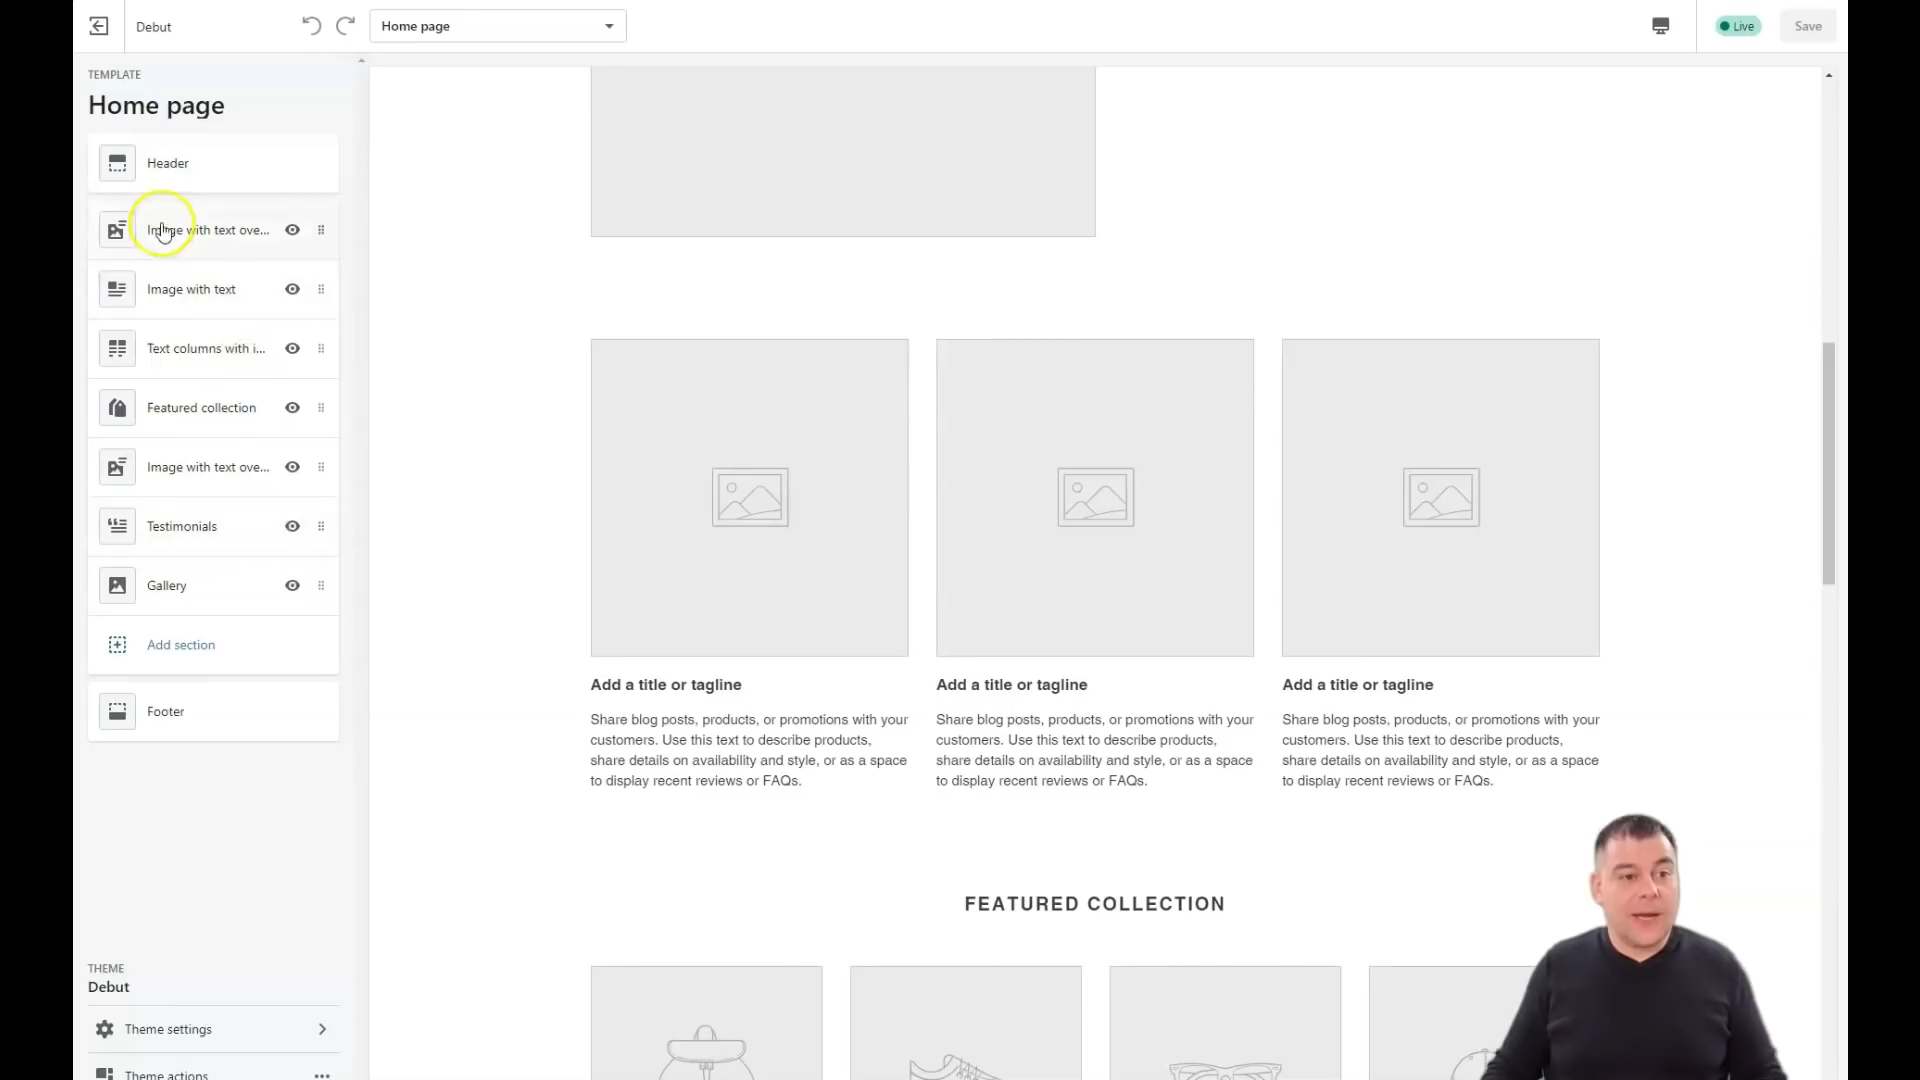 Debut
Home page
Live
Save
TEMPLATE
Home page
Header
Image with text ove...
Image with text
Text columns with i...
Featured collection
Image with text ove...
Testimonials
Gallery
Add section
Footer
THEME
Debut
Theme settings
Theme actions
Add a title or tagline
Share blog posts, products, or promotions with your
customers. Use this text to describe products,
share details on availability and style, or as a space
to display recent reviews or FAQs.
Add a title or tagline
Share blog posts, products, or promotions with your
customers. Use this text to describe products,
share details on availability and style, or as a space
to display recent reviews or FAQs.
Add a title or tagline
Share blog posts, products, or promotions with your
customers. Use this text to describe products,
share details on availability and style, or as a space
to display recent reviews or FAQs.
FEATURED COLLECTION